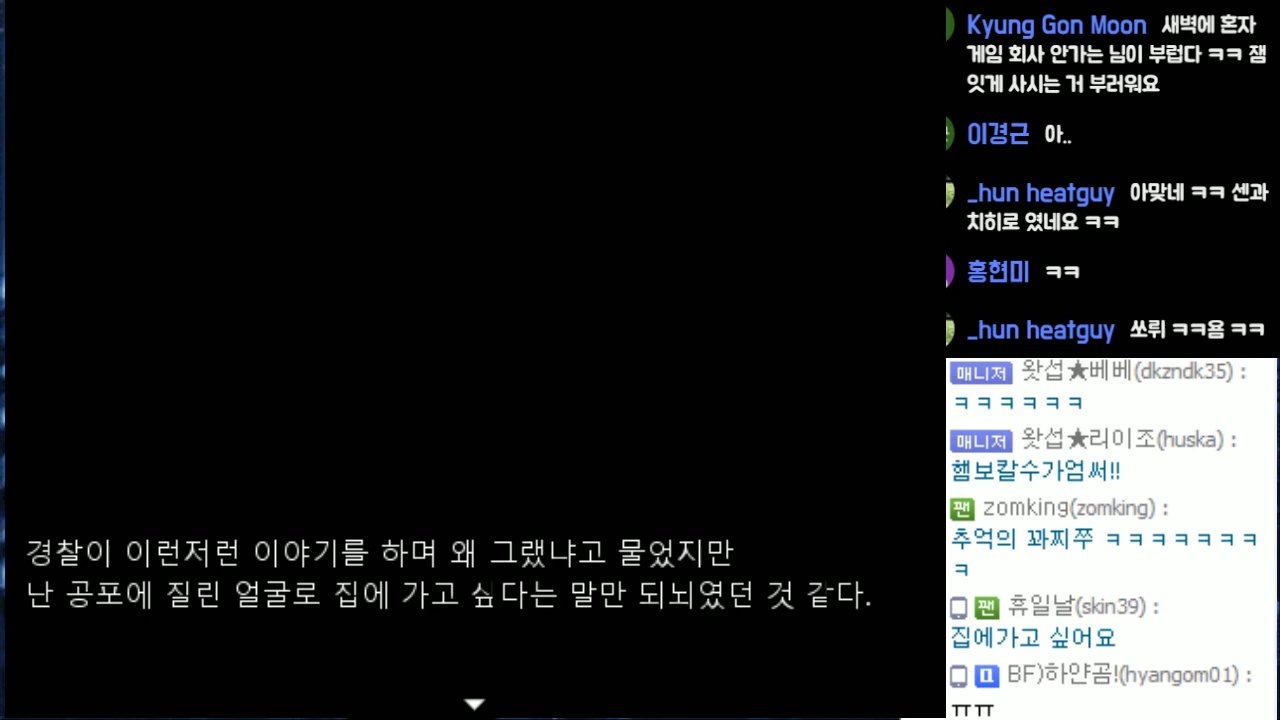 경찰이 이런저런 이야기를 하며 왜 그랬냐고 물었지만
난 공포에 질린 얼굴로 집에 가고 싶다는 말만 되뇌였던 것 같다.
Kyung Gon Moon 새벽에 혼자
게임 회사 안가는 님이 부럽다 ㅋㅋ 잼
잇게 사시는 거 부러워요
이경근 아..
_hun heatguy 아맞네 ㅋㅋ 센과
치히로 였네요 ㅋㅋ
홍현미 ㅋㅋ
_hun heatguy 쏘뤼 ㅋㅋ욤 ㅋㅋ
매니저 왓섭★베베(dkzndk35) :
ㅋㅋㅋㅋㅋㅋ
매니저 왓섭★리이조(huska) :
햄보칼수가엄써!!
팬 zomking(zomking) :
추억의 꽈찌쭈 ㅋㅋㅋㅋㅋㅋㅋ
ㅋ
팬 휴일날(skin39) :
집에가고 싶어요
BF)하얀곰!(hyangom01) :
ㅠㅠ